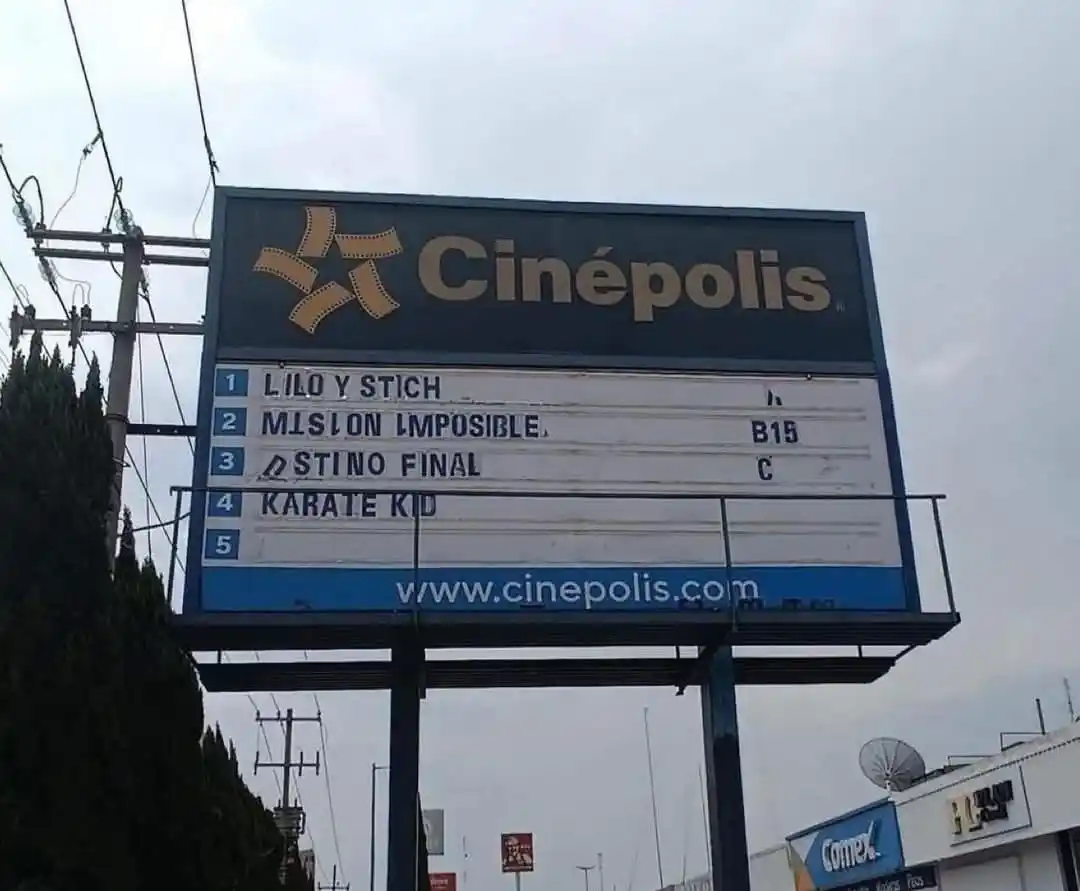 Cinépolis
1 LILO Y STICH A
2 MISION IMPOSIBLE. B15
3 DSTINO FINAL C
4 KARATE KID
5
www.cinepolis.com
comex